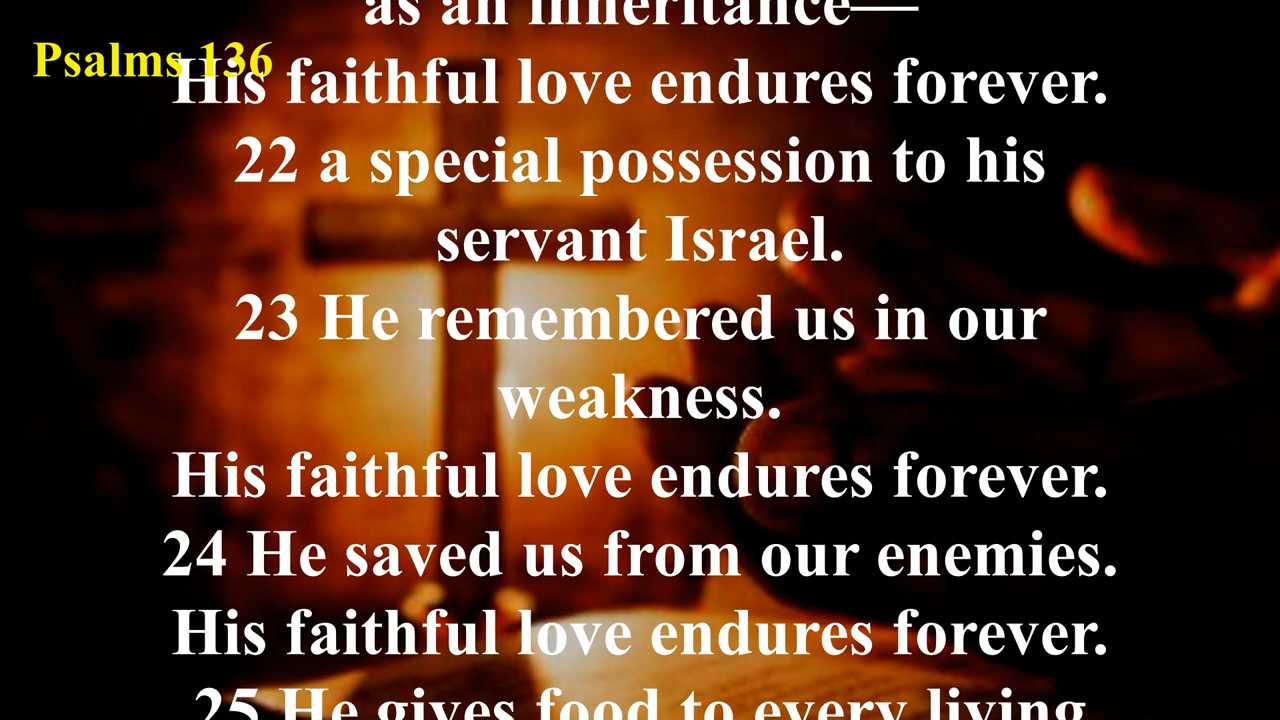 as an inheritance—
Psalms 136
His faithful love endures forever.
22 a special possession to his
servant Israel.
23 He remembered us in our
weakness.
His faithful love endures forever.
24 He saved us from our enemies.
His faithful love endures forever.
25 He gives food to every living